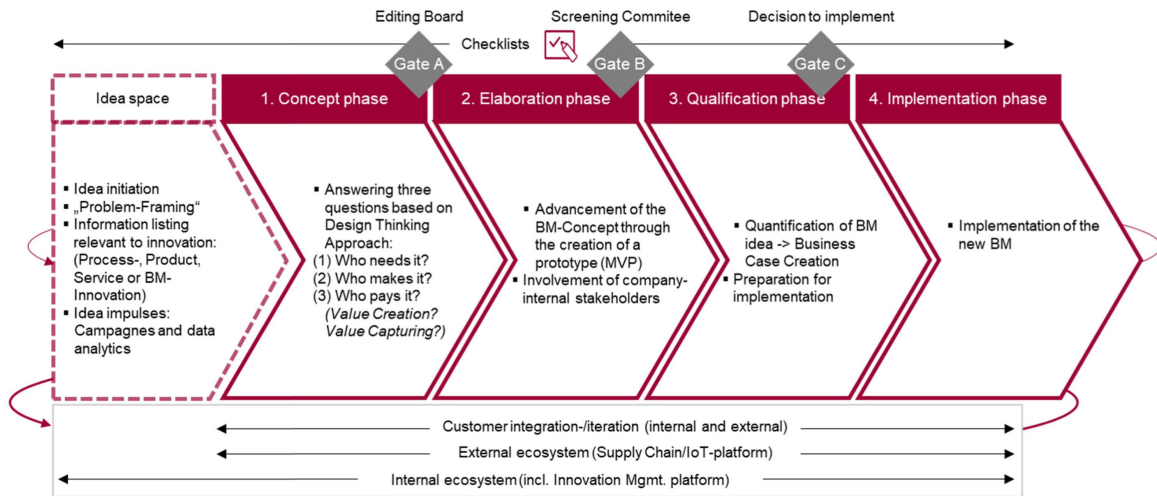 Editing Board
Screening Commitee
Decision to implement
Checklists
Gate A
Gate B
Gate C
Idea space
1. Concept phase
2. Elaboration phase
3. Qualification phase
4. Implementation phase
▪ Idea initiation
▪ „Problem-Framing“
▪ Information listing
relevant to innovation:
(Process-, Product,
Service or BM-
Innovation)
▪ Idea impulses:
Campagnes and data
analytics
▪ Answering three
questions based on
Design Thinking
Approach:
(1) Who needs it?
(2) Who makes it?
(3) Who pays it?
(Value Creation?
Value Capturing?)
▪ Advancement of the
BM-Concept through
the creation of a
prototype (MVP)
▪ Involvement of company-
internal stakeholders
▪ Quantification of BM
idea -> Business
Case Creation
▪ Preparation for
implementation
▪ Implementation of the
new BM
Customer integration-/iteration (internal and external)
External ecosystem (Supply Chain/IoT-platform)
Internal ecosystem (incl. Innovation Mgmt. platform)